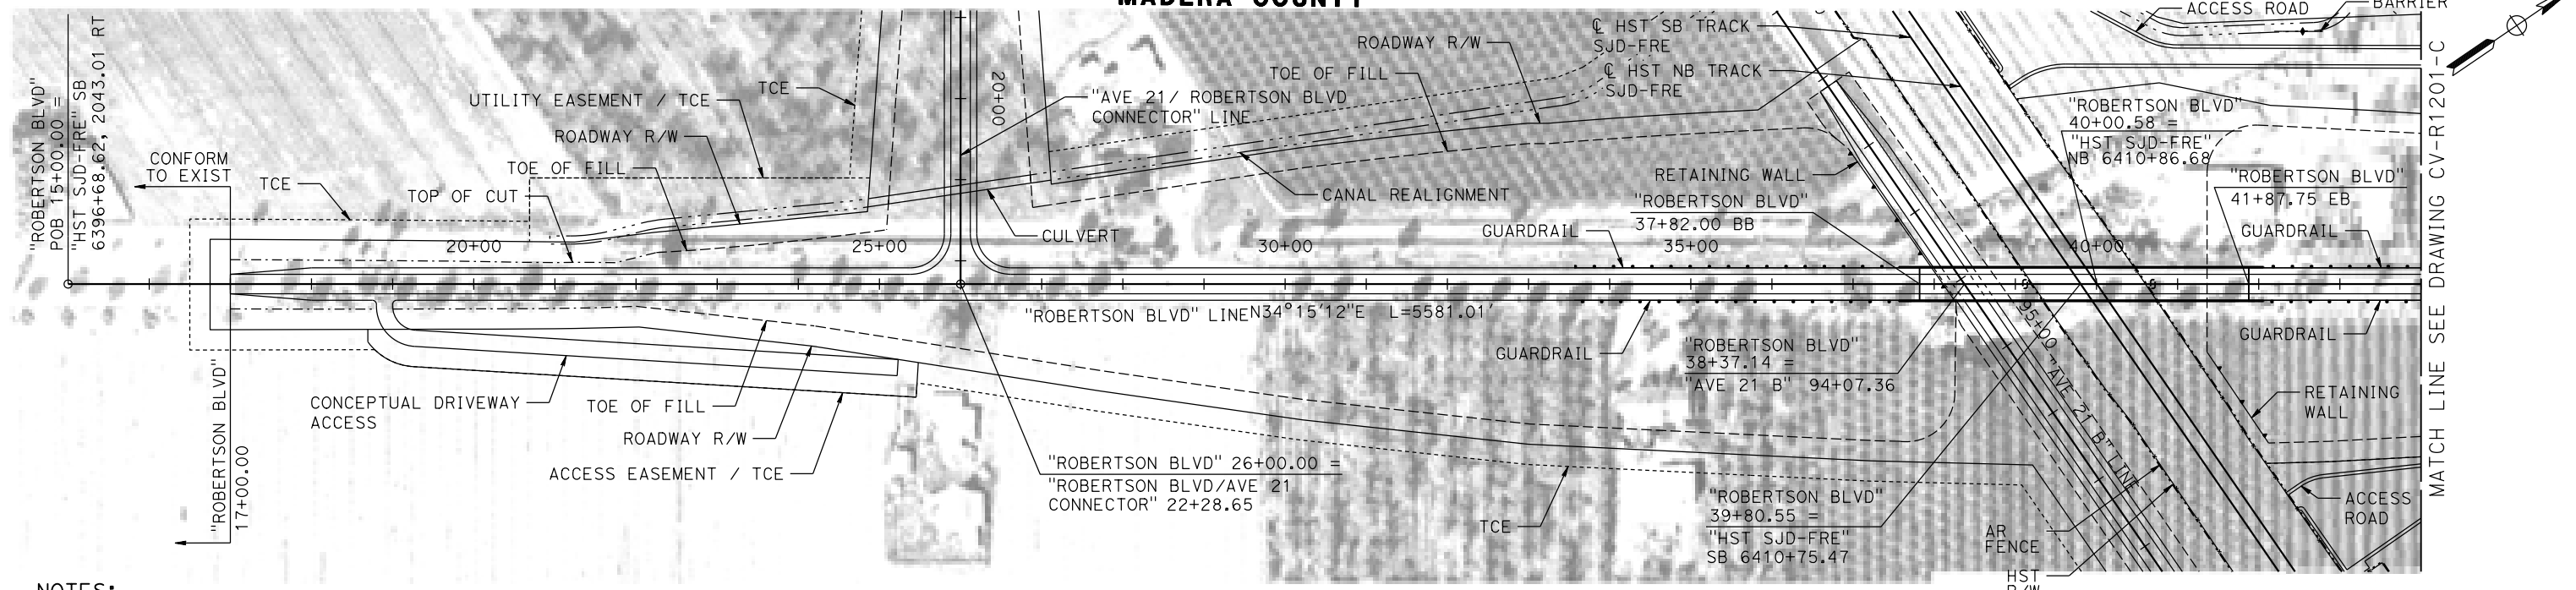 MADERA COUNTY
"ROBERTSON BLVD"
POB 15+00.00 =
"HST SJD-FRE" SB
6396+68.62, 2043.01 RT
CONFORM
TO EXIST
TCE
TOP OF CUT
TOE OF FILL
ROADWAY R/W
UTILITY EASEMENT / TCE
TCE
20+00
"AVE 21/ ROBERTSON BLVD
CONNECTOR" LINE
TOE OF FILL
ROADWAY R/W
℄ HST SB TRACK
SJD-FRE
℄ HST NB TRACK
SJD-FRE
ACCESS ROAD
BARRIER
"ROBERTSON BLVD"
40+00.58 =
"HST SJD-FRE"
NB 6410+86.68
"ROBERTSON BLVD"
41+87.75 EB
GUARDRAIL
RETAINING WALL
"ROBERTSON BLVD"
37+82.00 BB
CANAL REALIGNMENT
CULVERT
GUARDRAIL
20+00
25+00
30+00
35+00
40+00
"ROBERTSON BLVD" LINE
N34°15'12"E L=5581.01'
GUARDRAIL
"ROBERTSON BLVD"
38+37.14 =
"AVE 21 B" 94+07.36
95+00
"AVE 21 B" LINE
GUARDRAIL
RETAINING
WALL
ACCESS
ROAD
"ROBERTSON BLVD"
17+00.00
CONCEPTUAL DRIVEWAY
ACCESS
TOE OF FILL
ROADWAY R/W
ACCESS EASEMENT / TCE
"ROBERTSON BLVD" 26+00.00 =
"ROBERTSON BLVD/AVE 21
CONNECTOR" 22+28.65
TCE
"ROBERTSON BLVD"
39+80.55 =
"HST SJD-FRE"
SB 6410+75.47
AR
FENCE
HST
R/W
MATCH LINE SEE DRAWING CV-R1201-C
NOTES: